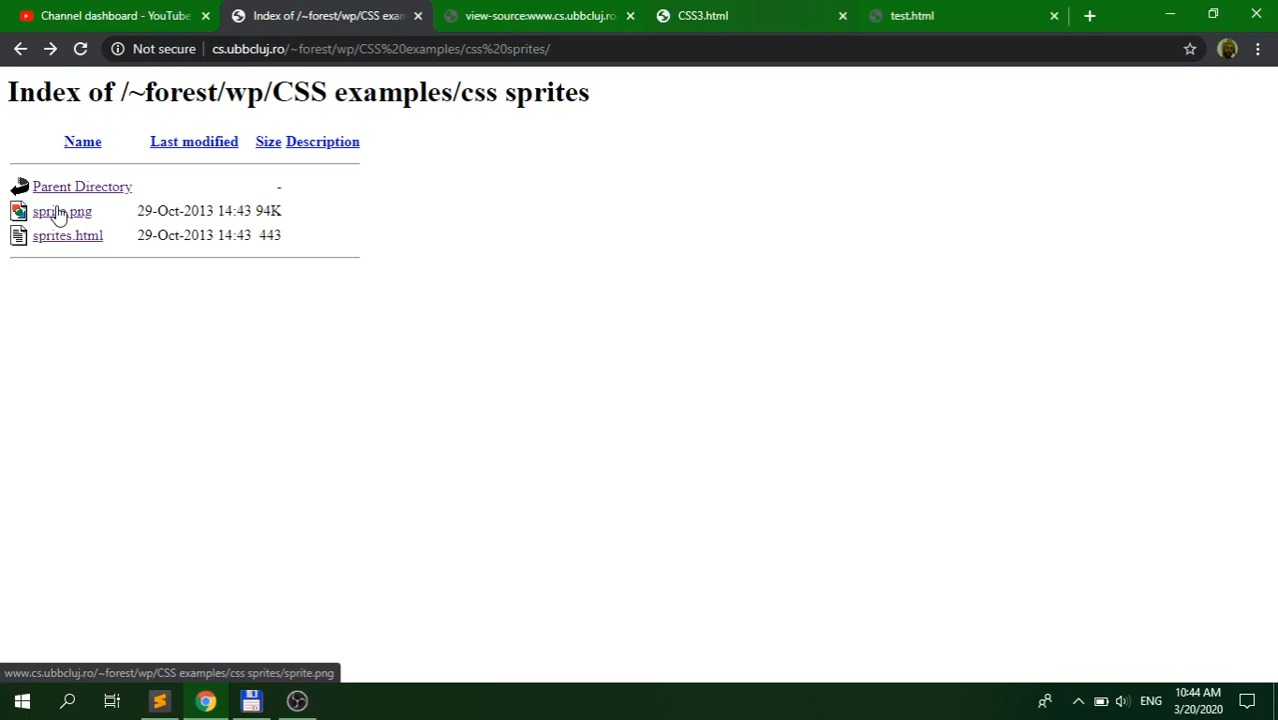 Channel dashboard - YouTube
Index of /~forest/wp/CSS exam
view-source:www.cs.ubbcluj.ro
CSS3.html
test.html
Not secure
cs.ubbcluj.ro/~forest/wp/CSS%20examples/css%20sprites/
Index of /~forest/wp/CSS examples/css sprites
Name Last modified Size Description
Parent Directory -
sprite.png 29-Oct-2013 14:43 94K
sprites.html 29-Oct-2013 14:43 443
www.cs.ubbcluj.ro/~forest/wp/CSS examples/css sprites/sprite.png
ENG
10:44 AM
3/20/2020